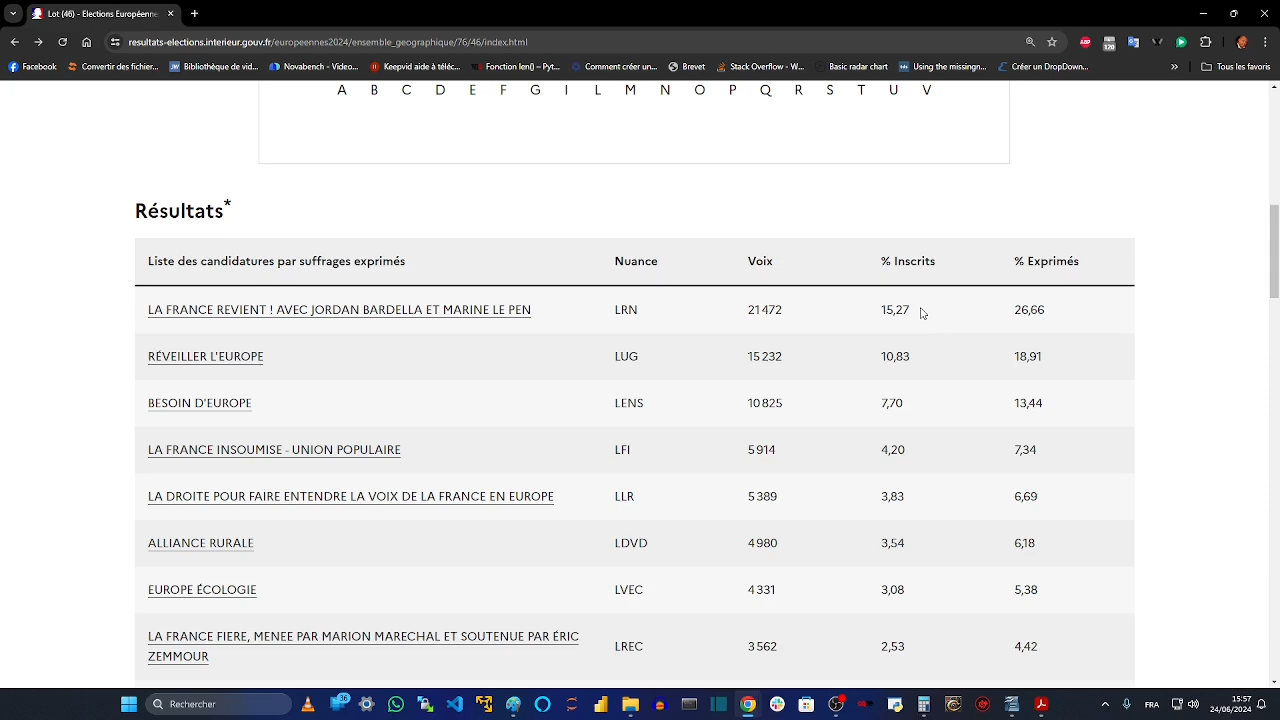 Lot (46) - Elections Européenne
resultats-elections.interieur.gouv.fr/europeennes2024/ensemble_geographique/76/46/index.html
120
Facebook Convertir des fichier... Bibliothèque de vid... Novabench - Video... Keepvid aide à téléc... Fonction len() – Pyt... Comment créer un... Brevet Stack Overflow - W... Basic radar chart Using the missingn... Créer un DropDown... » Tous les favoris
A B C D E F G I L M N O P Q R S T U V
Résultats*
Liste des candidatures par suffrages exprimés Nuance Voix % Inscrits % Exprimés
LA FRANCE REVIENT ! AVEC JORDAN BARDELLA ET MARINE LE PEN LRN 21 472 15,27 26,66
RÉVEILLER L'EUROPE LUG 15 232 10,83 18,91
BESOIN D'EUROPE LENS 10 825 7,70 13,44
LA FRANCE INSOUMISE - UNION POPULAIRE LFI 5 914 4,20 7,34
LA DROITE POUR FAIRE ENTENDRE LA VOIX DE LA FRANCE EN EUROPE LLR 5 389 3,83 6,69
ALLIANCE RURALE LDVD 4 980 3,54 6,18
EUROPE ÉCOLOGIE LVEC 4 331 3,08 5,38
LA FRANCE FIERE, MENEE PAR MARION MARECHAL ET SOUTENUE PAR ÉRIC
ZEMMOUR LREC 3 562 2,53 4,42
Rechercher 36 FRA 15:57
24/06/2024